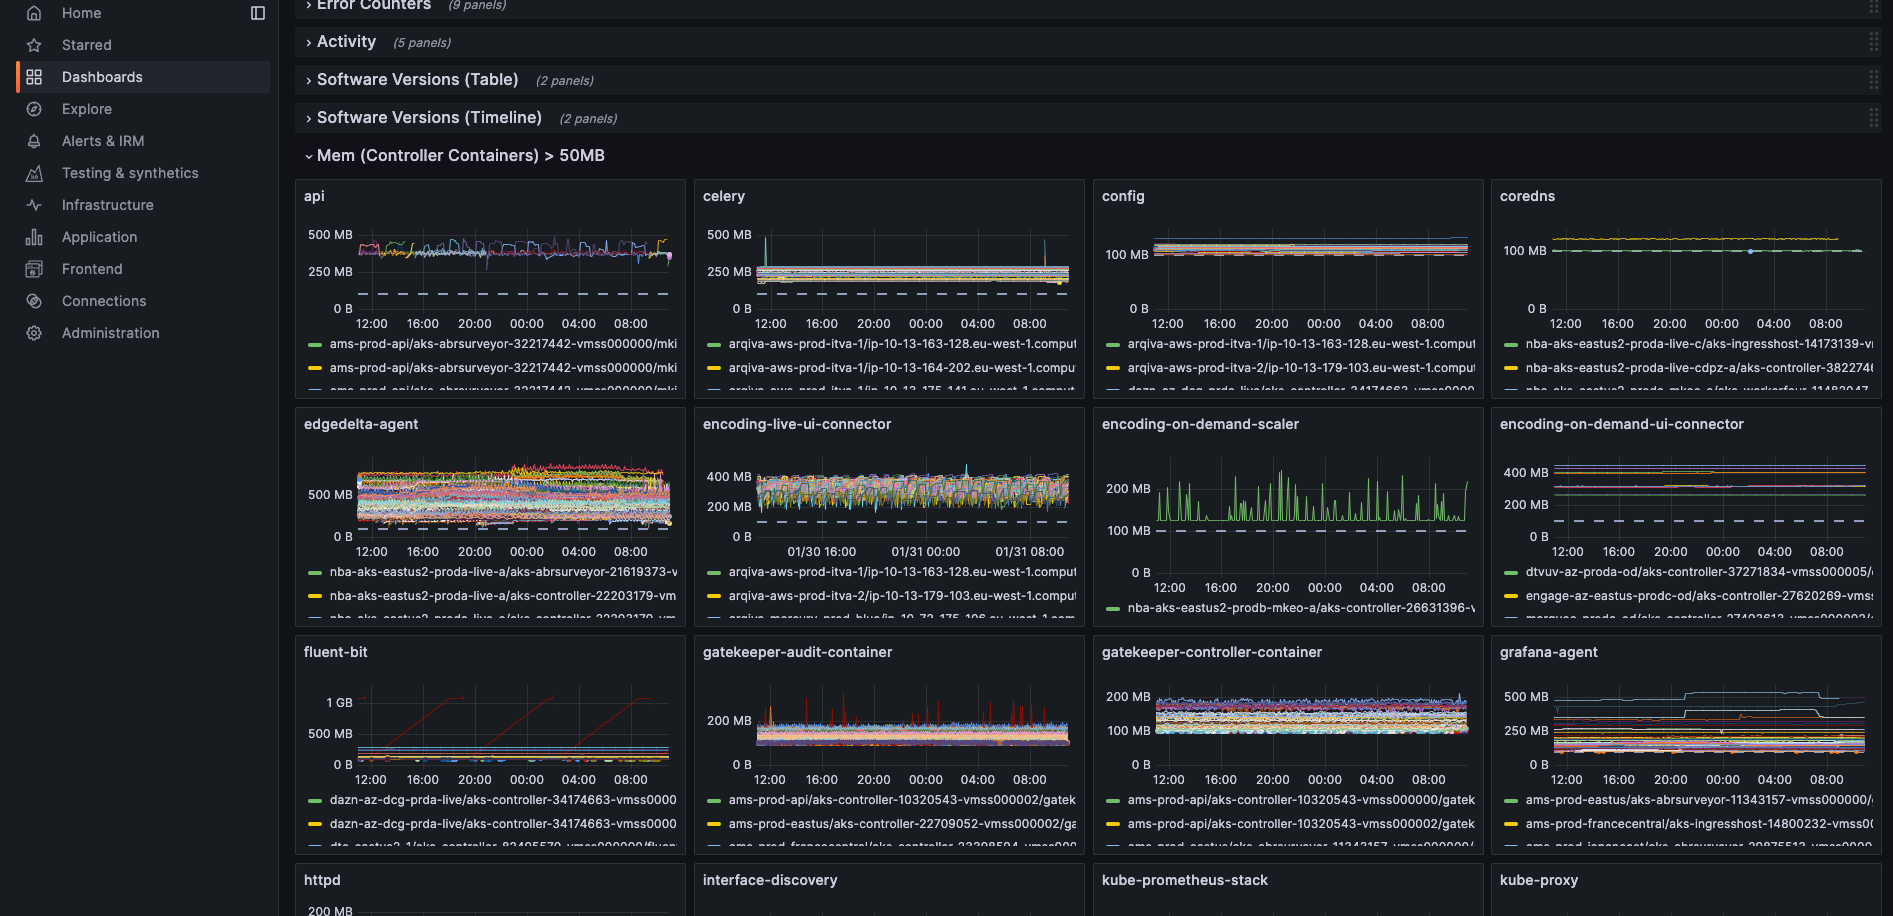 Home
Starred
Dashboards
Explore
Alerts & IRM
Testing & synthetics
Infrastructure
Application
Frontend
Connections
Administration
Error Counters (9 panels)
Activity (5 panels)
Software Versions (Table) (2 panels)
Software Versions (Timeline) (2 panels)
Mem (Controller Containers) > 50MB
api
500 MB
250 MB
0 B
12:00 16:00 20:00 00:00 04:00 08:00
ams-prod-api/aks-abrsurveyor-32217442-vmss000000/mki
ams-prod-api/aks-abrsurveyor-32217442-vmss000000/mki
celery
500 MB
250 MB
0 B
12:00 16:00 20:00 00:00 04:00 08:00
arqiva-aws-prod-itva-1/ip-10-13-163-128.eu-west-1.comput
arqiva-aws-prod-itva-1/ip-10-13-164-202.eu-west-1.compu
config
100 MB
0 B
12:00 16:00 20:00 00:00 04:00 08:00
arqiva-aws-prod-itva-1/ip-10-13-163-128.eu-west-1.comput
arqiva-aws-prod-itva-2/ip-10-13-179-103.eu-west-1.comput
coredns
100 MB
0 B
12:00 16:00 20:00 00:00 04:00 08:00
nba-aks-eastus2-proda-live-c/aks-ingresshost-14173139-v
nba-aks-eastus2-proda-live-cdpz-a/aks-controller-3822746
edgedelta-agent
500 MB
0 B
12:00 16:00 20:00 00:00 04:00 08:00
nba-aks-eastus2-proda-live-a/aks-abrsurveyor-21619373-v
nba-aks-eastus2-proda-live-a/aks-controller-22203179-vm
encoding-live-ui-connector
400 MB
200 MB
0 B
01/30 16:00 01/31 00:00 01/31 08:00
arqiva-aws-prod-itva-1/ip-10-13-163-128.eu-west-1.comput
arqiva-aws-prod-itva-2/ip-10-13-179-103.eu-west-1.comput
encoding-on-demand-scaler
200 MB
100 MB
0 B
12:00 16:00 20:00 00:00 04:00 08:00
nba-aks-eastus2-prodb-mkeo-a/aks-controller-26631396-v
encoding-on-demand-ui-connector
400 MB
200 MB
0 B
12:00 16:00 20:00 00:00 04:00 08:00
dtvuv-az-proda-od/aks-controller-37271834-vmss000005/
engage-az-eastus-prodc-od/aks-controller-27620269-vmss
fluent-bit
1 GB
500 MB
0 B
12:00 16:00 20:00 00:00 04:00 08:00
dazn-az-dcg-prda-live/aks-controller-34174663-vmss0000
dazn-az-dcg-prda-live/aks-controller-34174663-vmss0000
gatekeeper-audit-container
200 MB
0 B
12:00 16:00 20:00 00:00 04:00 08:00
ams-prod-api/aks-controller-10320543-vmss000002/gatek
ams-prod-eastus/aks-controller-22709052-vmss000002/ga
gatekeeper-controller-container
200 MB
100 MB
0 B
12:00 16:00 20:00 00:00 04:00 08:00
ams-prod-api/aks-controller-10320543-vmss000000/gatek
ams-prod-api/aks-controller-10320543-vmss000002/gatek
grafana-agent
500 MB
250 MB
0 B
12:00 16:00 20:00 00:00 04:00 08:00
ams-prod-eastus/aks-abrsurveyor-11343157-vmss000000/
ams-prod-francecentral/aks-ingresshost-14800232-vmss00
httpd
200 MB
interface-discovery
kube-prometheus-stack
kube-proxy